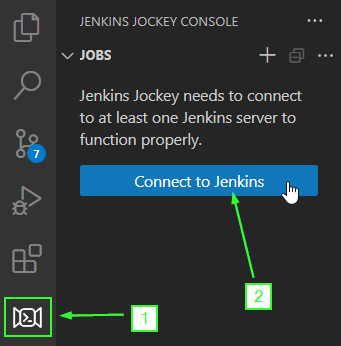 JENKINS JOCKEY CONSOLE
JOBS
Jenkins Jockey needs to connect
to at least one Jenkins server to
function properly.
7
Connect to Jenkins
2
1